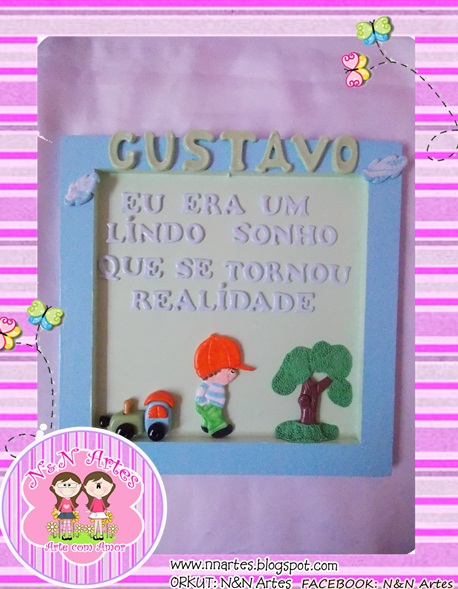 GUSTAVO
EU ERA UM
LINDO SONHO
QUE SE TORNOU
REALIDADE
N&N Artes
Arte com Amor
www.nnartes.blogspot.com
ORKUT: N&N Artes FACEBOOK: N&N Artes